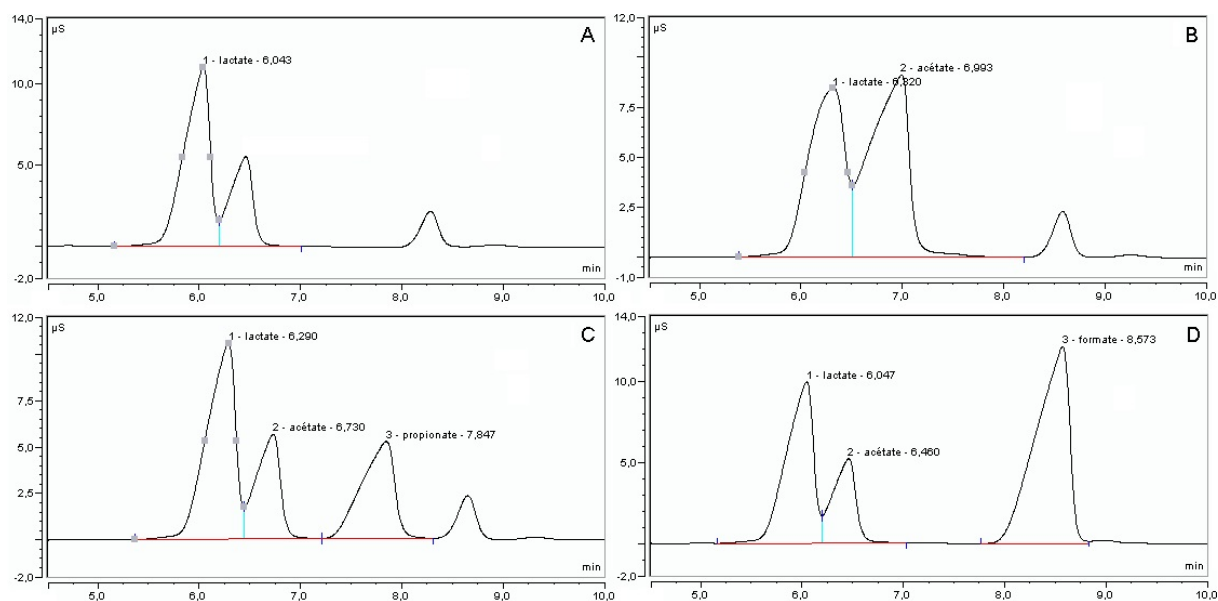 14,0
µS
A
1 - lactate - 6,043
10,0
5,0
-2,0
min
5,0 6,0 7,0 8,0 9,0 10,0
12,0
µS
B
2 - acétate - 6,993
1 - lactate - 6,320
7,5
5,0
2,5
-1,0
min
5,0 6,0 7,0 8,0 9,0 10,0
12,0
µS
C
1 - lactate - 6,290
7,5
2 - acétate - 6,730
3 - propionate - 7,847
5,0
2,5
-2,0
min
5,0 6,0 7,0 8,0 9,0 10,0
14,0
µS
D
3 - formate - 8,573
1 - lactate - 6,047
10,0
2 - acétate - 6,460
5,0
-2,0
min
5,0 6,0 7,0 8,0 9,0 10,0